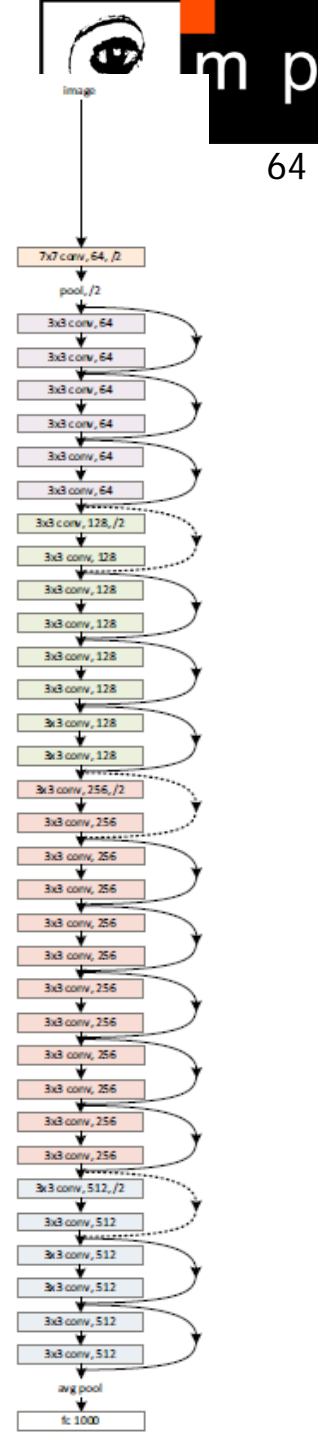 m p
image
64
7x7 conv, 64, /2
pool, /2
3x3 conv, 64
3x3 conv, 64
3x3 conv, 64
3x3 conv, 64
3x3 conv, 64
3x3 conv, 64
3x3 conv, 128, /2
3x3 conv, 128
3x3 conv, 128
3x3 conv, 128
3x3 conv, 128
3x3 conv, 128
3x3 conv, 128
3x3 conv, 128
3x3 conv, 256, /2
3x3 conv, 256
3x3 conv, 256
3x3 conv, 256
3x3 conv, 256
3x3 conv, 256
3x3 conv, 256
3x3 conv, 256
3x3 conv, 256
3x3 conv, 256
3x3 conv, 256
3x3 conv, 256
3x3 conv, 512, /2
3x3 conv, 512
3x3 conv, 512
3x3 conv, 512
3x3 conv, 512
3x3 conv, 512
avg pool
fc 1000